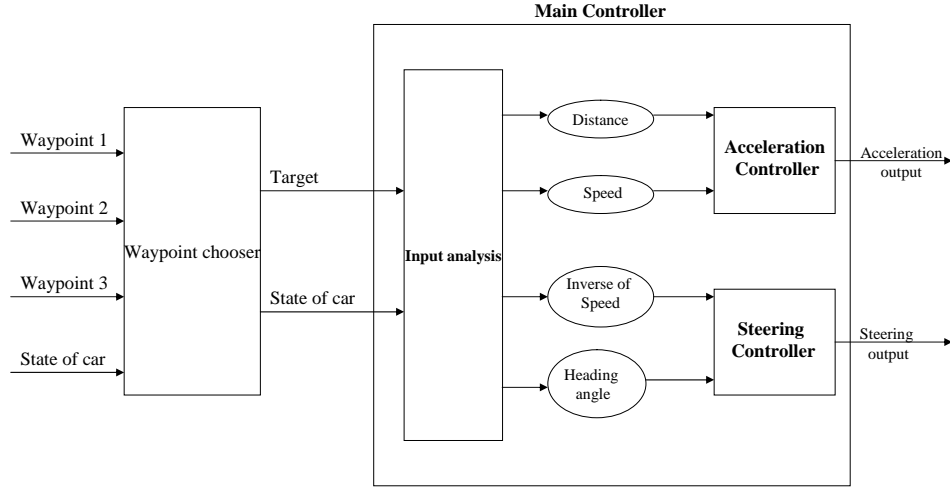 Main Controller
Waypoint 1
Waypoint 2
Waypoint 3
State of car
Waypoint chooser
Target
State of car
Input analysis
Distance
Speed
Inverse of
Speed
Heading
angle
Acceleration
Controller
Steering
Controller
Acceleration
output
Steering
output